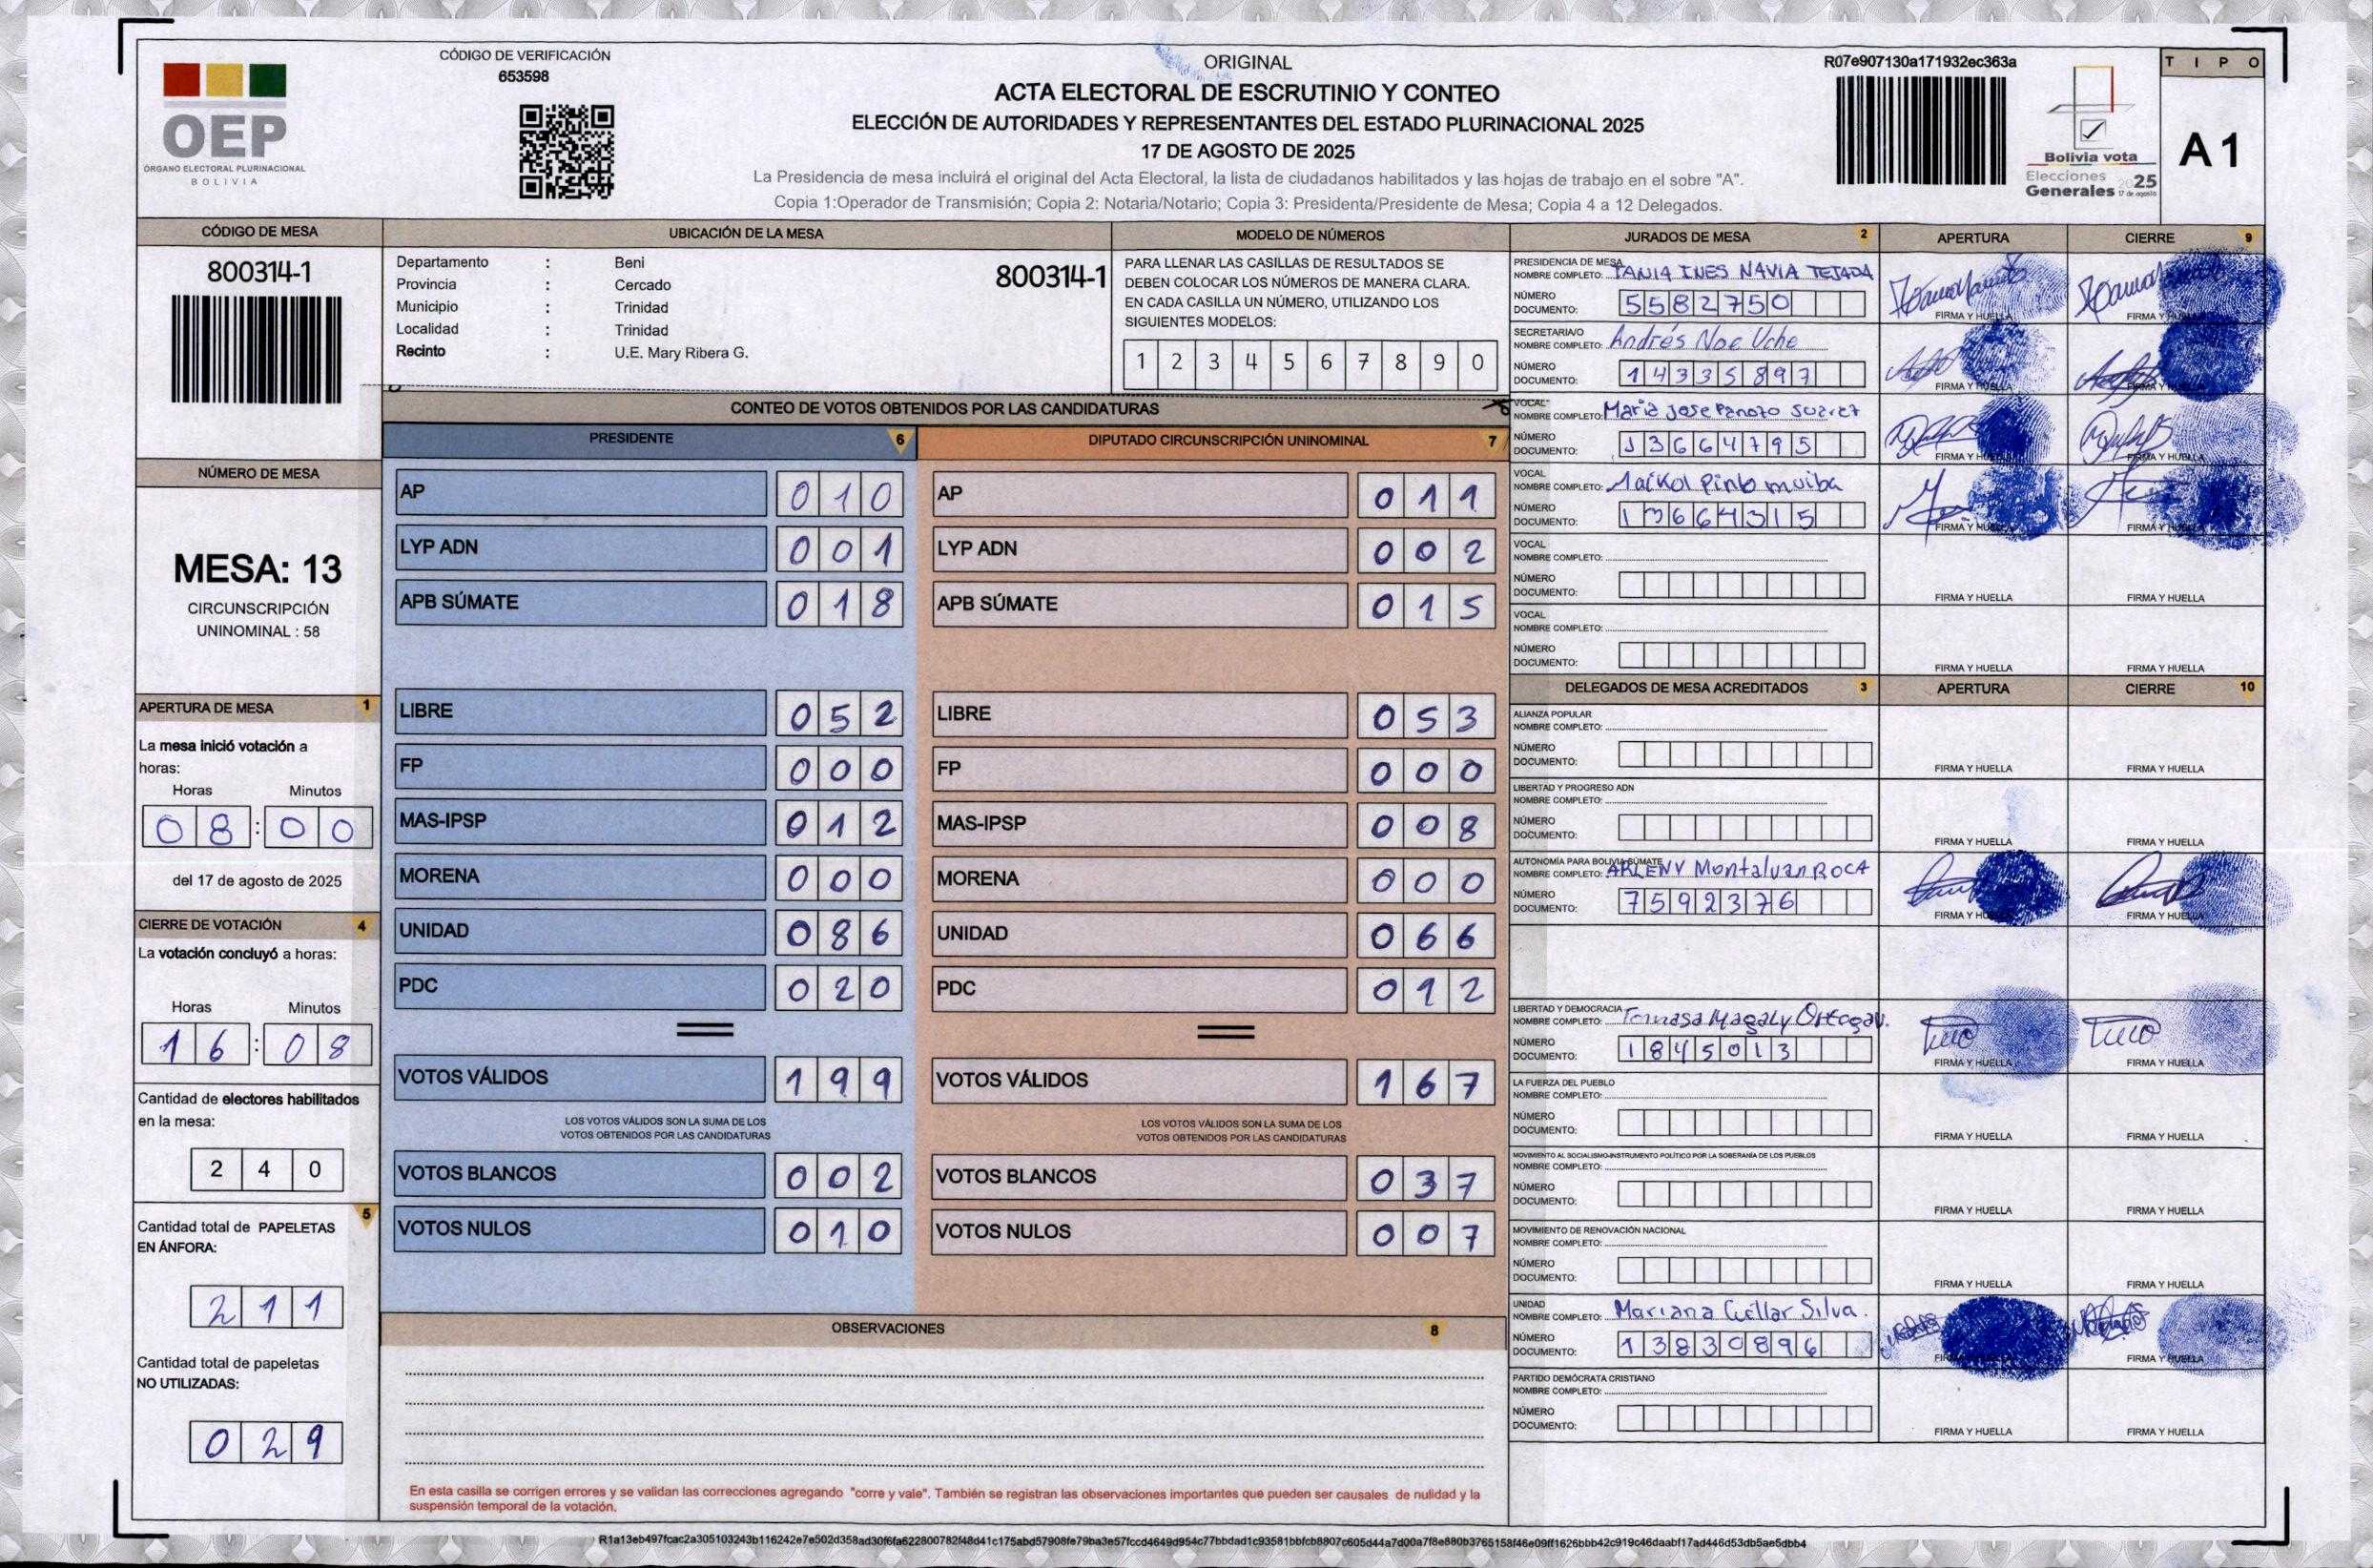 CÓDIGO DE VERIFICACIÓN
653598
OEP
ÓRGANO ELECTORAL PLURINACIONAL
BOLIVIA
ORIGINAL
ACTA ELECTORAL DE ESCRUTINIO Y CONTEO
ELECCIÓN DE AUTORIDADES Y REPRESENTANTES DEL ESTADO PLURINACIONAL 2025
17 DE AGOSTO DE 2025
La Presidencia de mesa incluirá el original del Acta Electoral, la lista de ciudadanos habilitados y las hojas de trabajo en el sobre "A".
Copia 1:Operador de Transmisión; Copia 2: Notaria/Notario; Copia 3: Presidenta/Presidente de Mesa; Copia 4 a 12 Delegados.
R07e907130a171932ec363a
Bolivia vota
Elecciones
Generales 2025
17 de agosto
TIPO
A1
CÓDIGO DE MESA
800314-1
NÚMERO DE MESA
MESA: 13
CIRCUNSCRIPCIÓN
UNINOMINAL : 58
APERTURA DE MESA 1
La mesa inició votación a
horas:
Horas Minutos
08:00
del 17 de agosto de 2025
CIERRE DE VOTACIÓN 4
La votación concluyó a horas:
Horas Minutos
16:08
Cantidad de electores habilitados
en la mesa:
240
5
Cantidad total de PAPELETAS
EN ÁNFORA:
211
Cantidad total de papeletas
NO UTILIZADAS:
029
UBICACIÓN DE LA MESA
Departamento : Beni
800314-1
Provincia : Cercado
Municipio : Trinidad
Localidad : Trinidad
Recinto : U.E. Mary Ribera G.
MODELO DE NÚMEROS
PARA LLENAR LAS CASILLAS DE RESULTADOS SE
DEBEN COLOCAR LOS NÚMEROS DE MANERA CLARA.
EN CADA CASILLA UN NÚMERO, UTILIZANDO LOS
SIGUIENTES MODELOS:
1 2 3 4 5 6 7 8 9 0
CONTEO DE VOTOS OBTENIDOS POR LAS CANDIDATURAS
PRESIDENTE 6
AP 010
LYP ADN 001
APB SÚMATE 018
LIBRE 052
FP 000
MAS-IPSP 012
MORENA 000
UNIDAD 086
PDC 020
VOTOS VÁLIDOS 199
LOS VOTOS VÁLIDOS SON LA SUMA DE LOS
VOTOS OBTENIDOS POR LAS CANDIDATURAS
VOTOS BLANCOS 002
VOTOS NULOS 010
DIPUTADO CIRCUNSCRIPCIÓN UNINOMINAL 7
AP 011
LYP ADN 002
APB SÚMATE 015
LIBRE 053
FP 000
MAS-IPSP 008
MORENA 000
UNIDAD 066
PDC 012
VOTOS VÁLIDOS 167
LOS VOTOS VÁLIDOS SON LA SUMA DE LOS
VOTOS OBTENIDOS POR LAS CANDIDATURAS
VOTOS BLANCOS 037
VOTOS NULOS 007
OBSERVACIONES 8
En esta casilla se corrigen errores y se validan las correcciones agregando "corre y vale". También se registran las observaciones importantes que pueden ser causales de nulidad y la
suspensión temporal de la votación.
JURADOS DE MESA 2 APERTURA CIERRE 9
PRESIDENCIA DE MESA
NOMBRE COMPLETO: TANIA INES NAVIA TEJADA
NÚMERO
DOCUMENTO: 5582750
FIRMA Y HUELLA FIRMA Y HUELLA
SECRETARIA/O
NOMBRE COMPLETO: Andrés Noe Uche
NÚMERO
DOCUMENTO: 14335897
FIRMA Y HUELLA FIRMA Y HUELLA
VOCAL
NOMBRE COMPLETO: Maria Jose Panozo Suarez
NÚMERO
DOCUMENTO: 13664795
FIRMA Y HUELLA FIRMA Y HUELLA
VOCAL
NOMBRE COMPLETO: Maikol Pinto muiba
NÚMERO
DOCUMENTO: 13664315
FIRMA Y HUELLA FIRMA Y HUELLA
VOCAL
NOMBRE COMPLETO:
NÚMERO
DOCUMENTO:
FIRMA Y HUELLA FIRMA Y HUELLA
VOCAL
NOMBRE COMPLETO:
NÚMERO
DOCUMENTO:
FIRMA Y HUELLA FIRMA Y HUELLA
DELEGADOS DE MESA ACREDITADOS 3 APERTURA CIERRE 10
ALIANZA POPULAR
NOMBRE COMPLETO:
NÚMERO
DOCUMENTO:
FIRMA Y HUELLA FIRMA Y HUELLA
LIBERTAD Y PROGRESO ADN
NOMBRE COMPLETO:
NÚMERO
DOCUMENTO:
FIRMA Y HUELLA FIRMA Y HUELLA
AUTONOMÍA PARA BOLIVIA-SÚMATE
NOMBRE COMPLETO: ARLENY Montalvan ROCA
NÚMERO
DOCUMENTO: 7592376
FIRMA Y HUELLA FIRMA Y HUELLA
LIBERTAD Y DEMOCRACIA
NOMBRE COMPLETO: Tomasa Magaly Ortega
NÚMERO
DOCUMENTO: 1845013
FIRMA Y HUELLA FIRMA Y HUELLA
LA FUERZA DEL PUEBLO
NOMBRE COMPLETO:
NÚMERO
DOCUMENTO:
FIRMA Y HUELLA FIRMA Y HUELLA
MOVIMIENTO AL SOCIALISMO-INSTRUMENTO POLÍTICO POR LA SOBERANÍA DE LOS PUEBLOS
NOMBRE COMPLETO:
NÚMERO
DOCUMENTO:
FIRMA Y HUELLA FIRMA Y HUELLA
MOVIMIENTO DE RENOVACIÓN NACIONAL
NOMBRE COMPLETO:
NÚMERO
DOCUMENTO:
FIRMA Y HUELLA FIRMA Y HUELLA
UNIDAD
NOMBRE COMPLETO: Mariana Cuéllar Silva.
NÚMERO
DOCUMENTO: 13830896
FIRMA Y HUELLA FIRMA Y HUELLA
PARTIDO DEMÓCRATA CRISTIANO
NOMBRE COMPLETO:
NÚMERO
DOCUMENTO:
FIRMA Y HUELLA FIRMA Y HUELLA